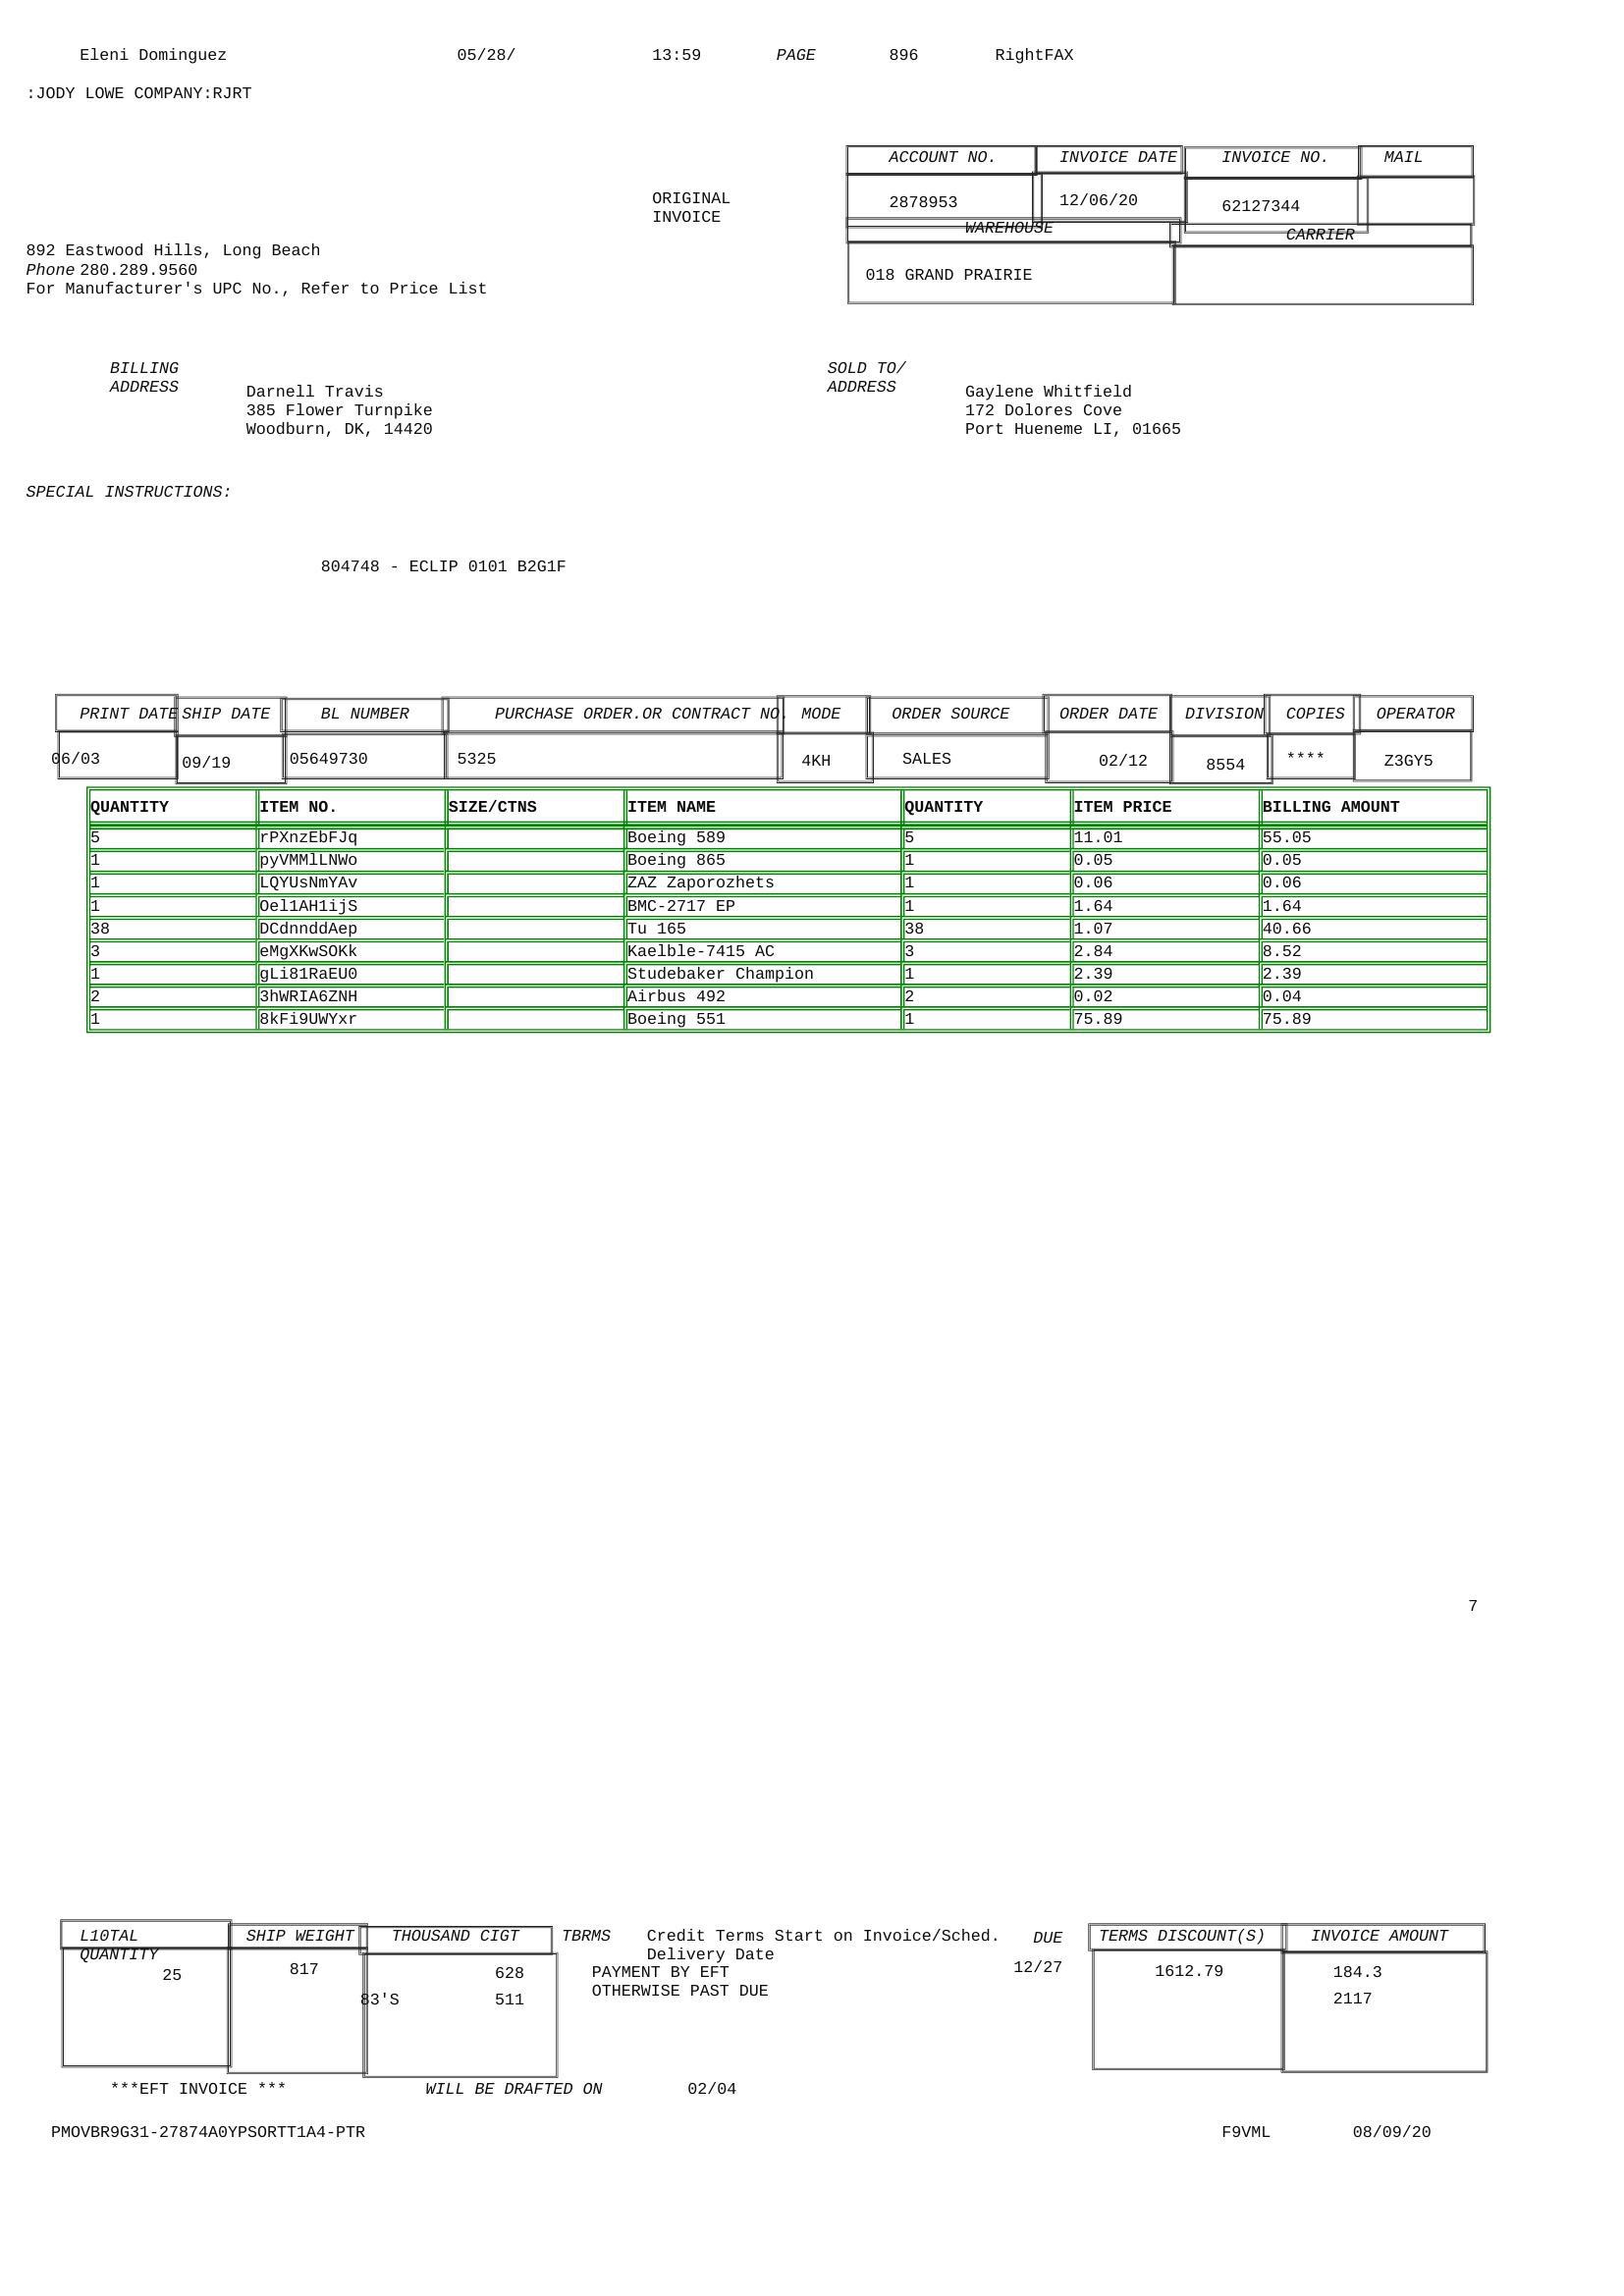 Eleni Dominguez 05/28/ 13:59 PAGE 896 RightFAX
:JODY LOWE COMPANY:RJRT
ACCOUNT NO. INVOICE DATE INVOICE NO. MAIL
ORIGINAL
INVOICE
2878953 12/06/20 62127344
WAREHOUSE CARRIER
018 GRAND PRAIRIE
892 Eastwood Hills, Long Beach
Phone 280.289.9560
For Manufacturer's UPC No., Refer to Price List
BILLING
ADDRESS
Darnell Travis
385 Flower Turnpike
Woodburn, DK, 14420
SOLD TO/
ADDRESS
Gaylene Whitfield
172 Dolores Cove
Port Hueneme LI, 01665
SPECIAL INSTRUCTIONS:
804748 - ECLIP 0101 B2G1F
PRINT DATE SHIP DATE BL NUMBER PURCHASE ORDER.OR CONTRACT NO. MODE ORDER SOURCE ORDER DATE DIVISION COPIES OPERATOR
06/03 09/19 05649730 5325 4KH SALES 02/12 8554 **** Z3GY5
QUANTITY ITEM NO. SIZE/CTNS ITEM NAME QUANTITY ITEM PRICE BILLING AMOUNT
5 rPXnzEbFJq Boeing 589 5 11.01 55.05
1 pyVMMlLNWo Boeing 865 1 0.05 0.05
1 LQYUsNmYAv ZAZ Zaporozhets 1 0.06 0.06
1 Oel1AH1ijS BMC-2717 EP 1 1.64 1.64
38 DCdnnddAep Tu 165 38 1.07 40.66
3 eMgXKwSOKk Kaelble-7415 AC 3 2.84 8.52
1 gLi81RaEU0 Studebaker Champion 1 2.39 2.39
2 3hWRIA6ZNH Airbus 492 2 0.02 0.04
1 8kFi9UWYxr Boeing 551 1 75.89 75.89
7
L10TAL
QUANTITY
25
SHIP WEIGHT
817
THOUSAND CIGT
628
83'S 511
TBRMS Credit Terms Start on Invoice/Sched.
Delivery Date
PAYMENT BY EFT
OTHERWISE PAST DUE
DUE
12/27
TERMS DISCOUNT(S)
1612.79
INVOICE AMOUNT
184.3
2117
***EFT INVOICE *** WILL BE DRAFTED ON 02/04
PMOVBR9G31-27874A0YPSORTT1A4-PTR F9VML 08/09/20